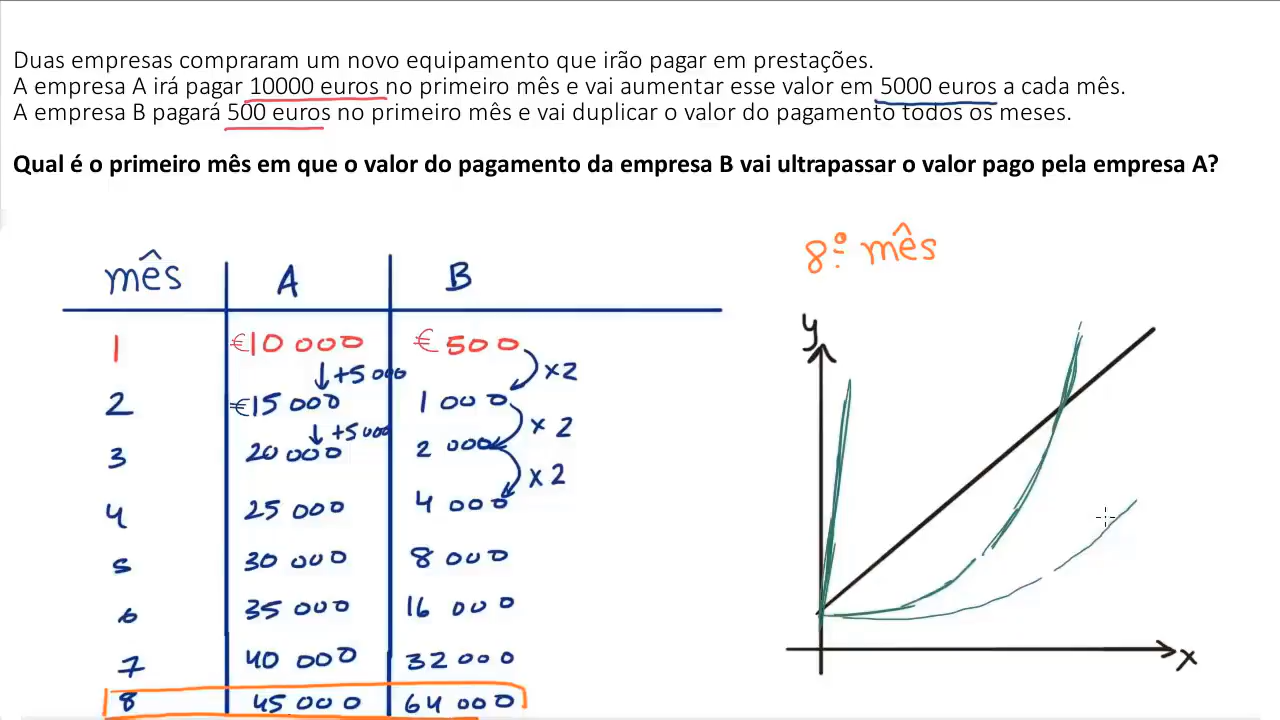 Duas empresas compraram um novo equipamento que irão pagar em prestações.
A empresa A irá pagar 10000 euros no primeiro mês e vai aumentar esse valor em 5000 euros a cada mês.
A empresa B pagará 500 euros no primeiro mês e vai duplicar o valor do pagamento todos os meses.
Qual é o primeiro mês em que o valor do pagamento da empresa B vai ultrapassar o valor pago pela empresa A?
8º mês
mês A B
1 €10 000 € 500
+5 000 x2
2 €15 000 1 000
+5 000 x 2
3 20 000 2 000
x 2
4 25 000 4 000
5 30 000 8 000
6 35 000 16 000
7 40 000 32 000
8 45 000 64 000
y
x